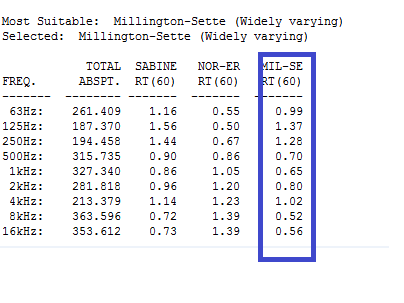 Most Suitable:  Millington-Sette (Widely varying)
Selected:  Millington-Sette (Widely varying)
TOTAL SABINE NOR-ER MIL-SE
FREQ. ABSPT. RT(60) RT(60) RT(60)
------- -------- ------- ------- -------
63Hz: 261.409 1.16 0.55 0.99
125Hz: 187.370 1.56 0.50 1.37
250Hz: 194.458 1.44 0.67 1.28
500Hz: 315.735 0.90 0.86 0.70
1kHz: 327.340 0.86 1.05 0.65
2kHz: 281.818 0.96 1.20 0.80
4kHz: 213.379 1.14 1.23 1.02
8kHz: 363.596 0.72 1.39 0.52
16kHz: 353.612 0.73 1.39 0.56